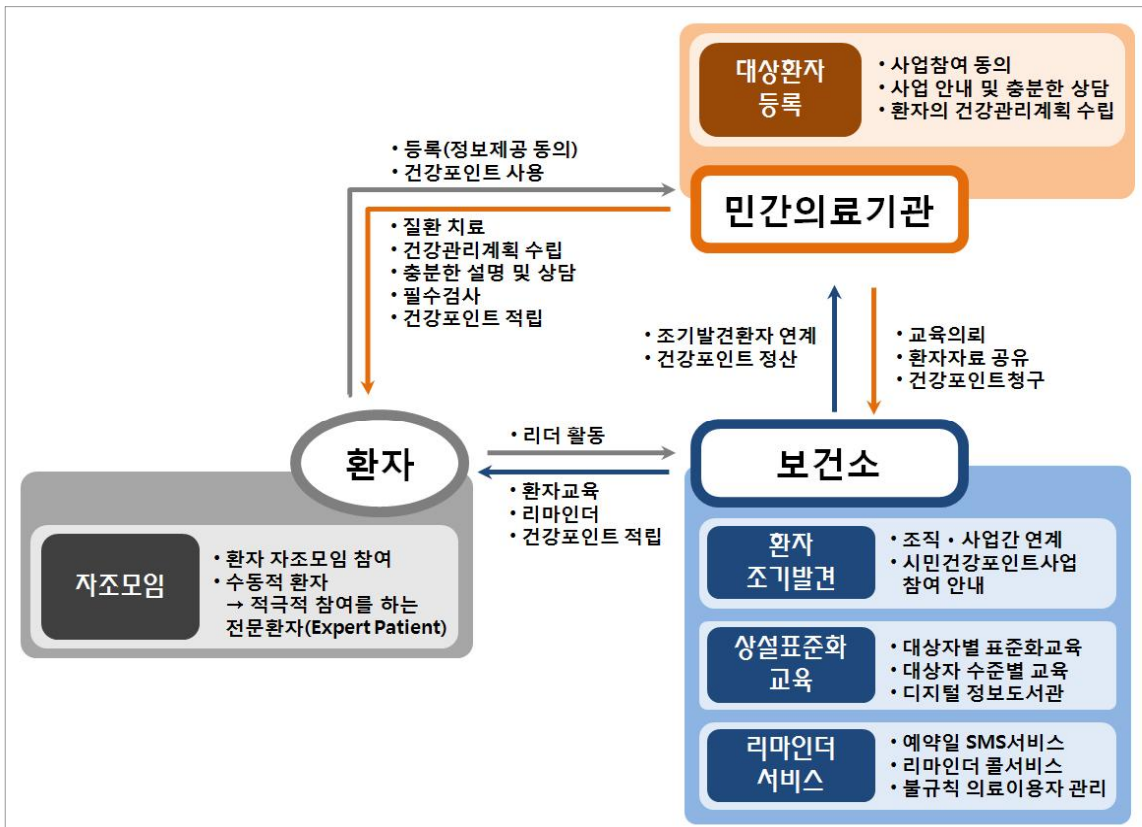 대상환자
등록
• 사업참여 동의
• 사업 안내 및 충분한 상담
• 환자의 건강관리계획 수립
민간의료기관
• 등록(정보제공 동의)
• 건강포인트 사용
• 질환 치료
• 건강관리계획 수립
• 충분한 설명 및 상담
• 필수검사
• 건강포인트 적립
• 조기발견환자 연계
• 건강포인트 정산
• 교육의뢰
• 환자자료 공유
• 건강포인트청구
환자
• 리더 활동
• 환자교육
• 리마인더
• 건강포인트 적립
보건소
자조모임
• 환자 자조모임 참여
• 수동적 환자
→ 적극적 참여를 하는
전문환자(Expert Patient)
환자
조기발견
• 조직・사업간 연계
• 시민건강포인트사업
참여 안내
상설표준화
교육
• 대상자별 표준화교육
• 대상자 수준별 교육
• 디지털 정보도서관
리마인더
서비스
• 예약일 SMS서비스
• 리마인더 콜서비스
• 불규칙 의료이용자 관리